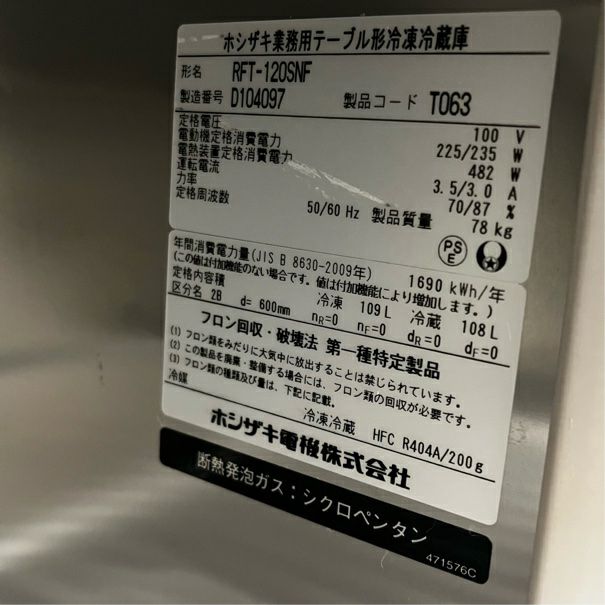 ホシザキ業務用テーブル形冷凍冷蔵庫
形名 RFT-120SNF
製造番号 D104097 製品コード T063
定格電圧 100 V
電動機定格消費電力 225/235 W
電熱装置定格消費電力 482 W
運転電流 3.5/3.0 A
力率 70/87 %
定格周波数 50/60 Hz 製品質量 78 kg
PSE
年間消費電力量(JIS B 8630-2009年) 1690 kWh/年
(この値は付加機能のない場合です。値は付加機能により増加します。)
定格内容積 冷凍 109 L 冷蔵 108 L
区分名 2B d= 600mm nR=0 nF=0 dR=0 dF=0
フロン回収・破壊法 第一種特定製品
(1) フロン類をみだりに大気中に放出することは禁じられています。
(2) この製品を廃棄・整備する場合には、フロン類の回収が必要です。
(3) フロン類の種類及び量は、下記に記載。
冷媒 冷凍冷蔵 HFC R404A/200g
ホシザキ電機株式会社
断熱発泡ガス：シクロペンタン
471576C